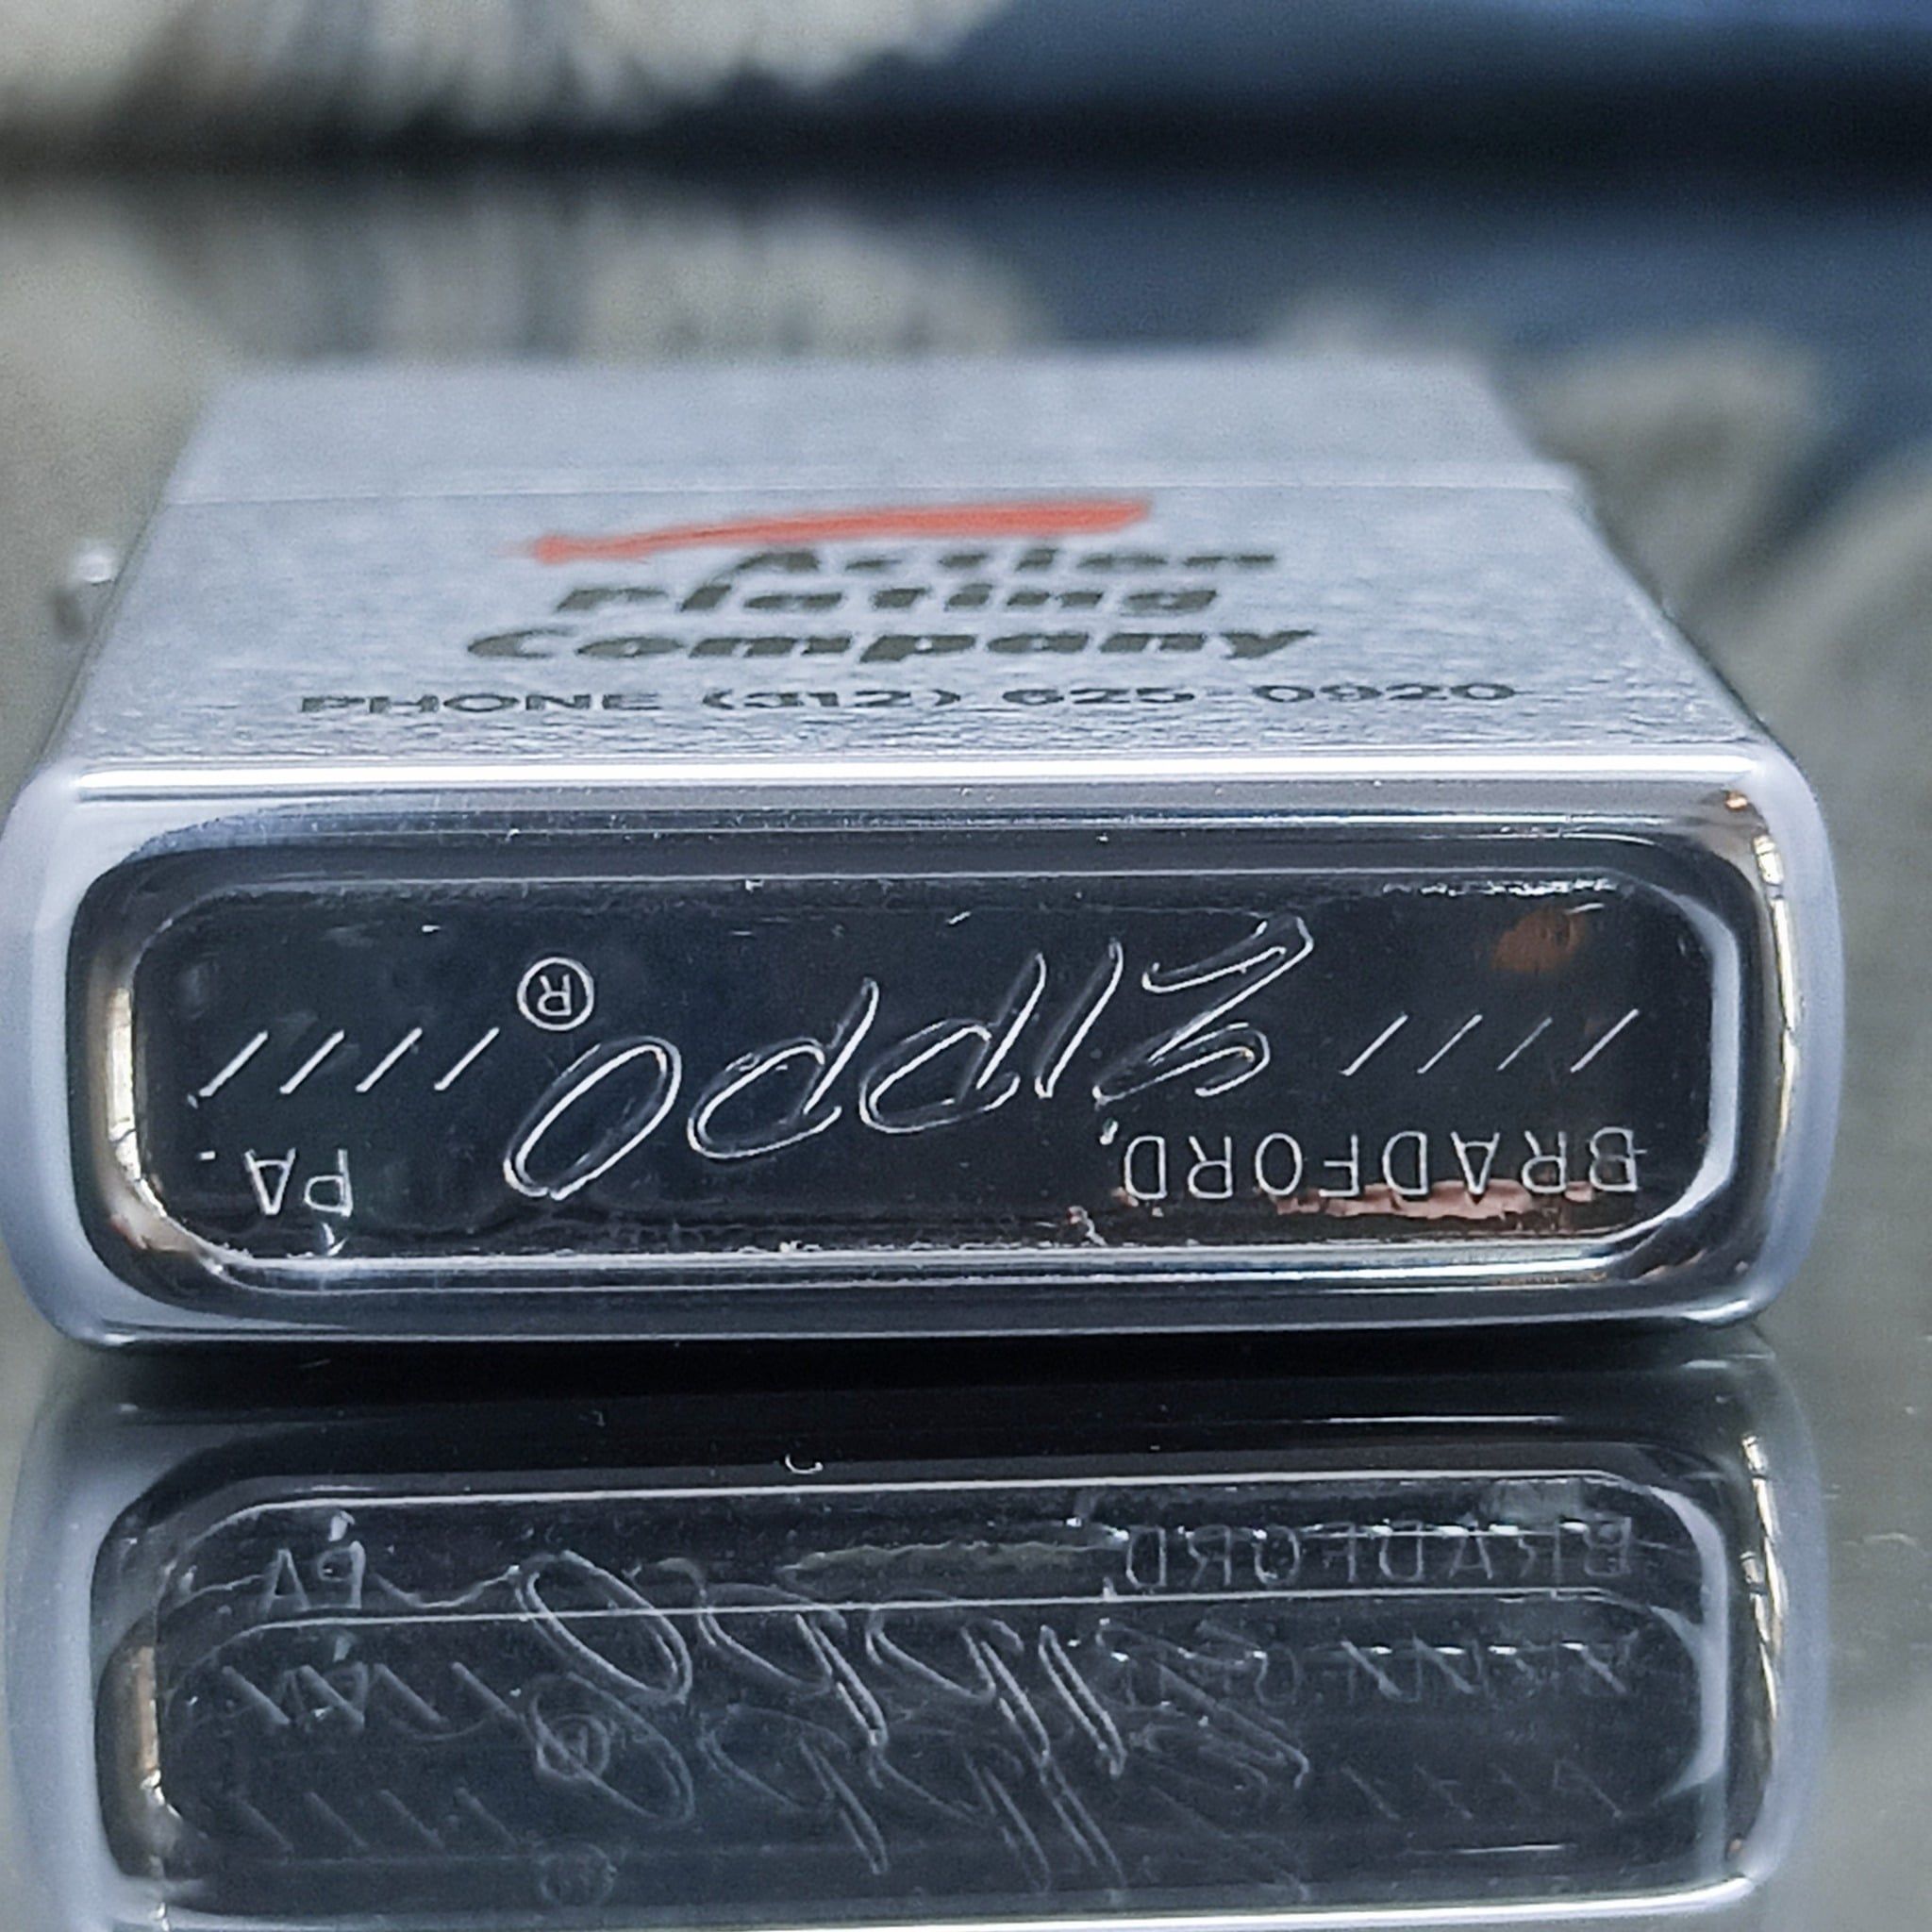 Action
Plating
Company
PHONE (312) 625-0920
//// ZIPPO ® ////
BRADFORD, PA.